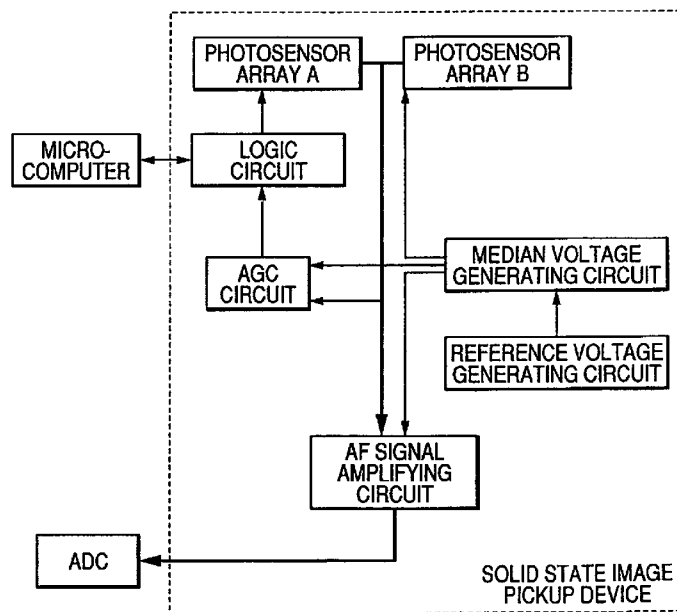 PHOTOSENSOR
ARRAY A
PHOTOSENSOR
ARRAY B
MICRO-
COMPUTER
LOGIC
CIRCUIT
AGC
CIRCUIT
MEDIAN VOLTAGE
GENERATING CIRCUIT
REFERENCE VOLTAGE
GENERATING CIRCUIT
AF SIGNAL
AMPLIFYING
CIRCUIT
ADC
SOLID STATE IMAGE
PICKUP DEVICE